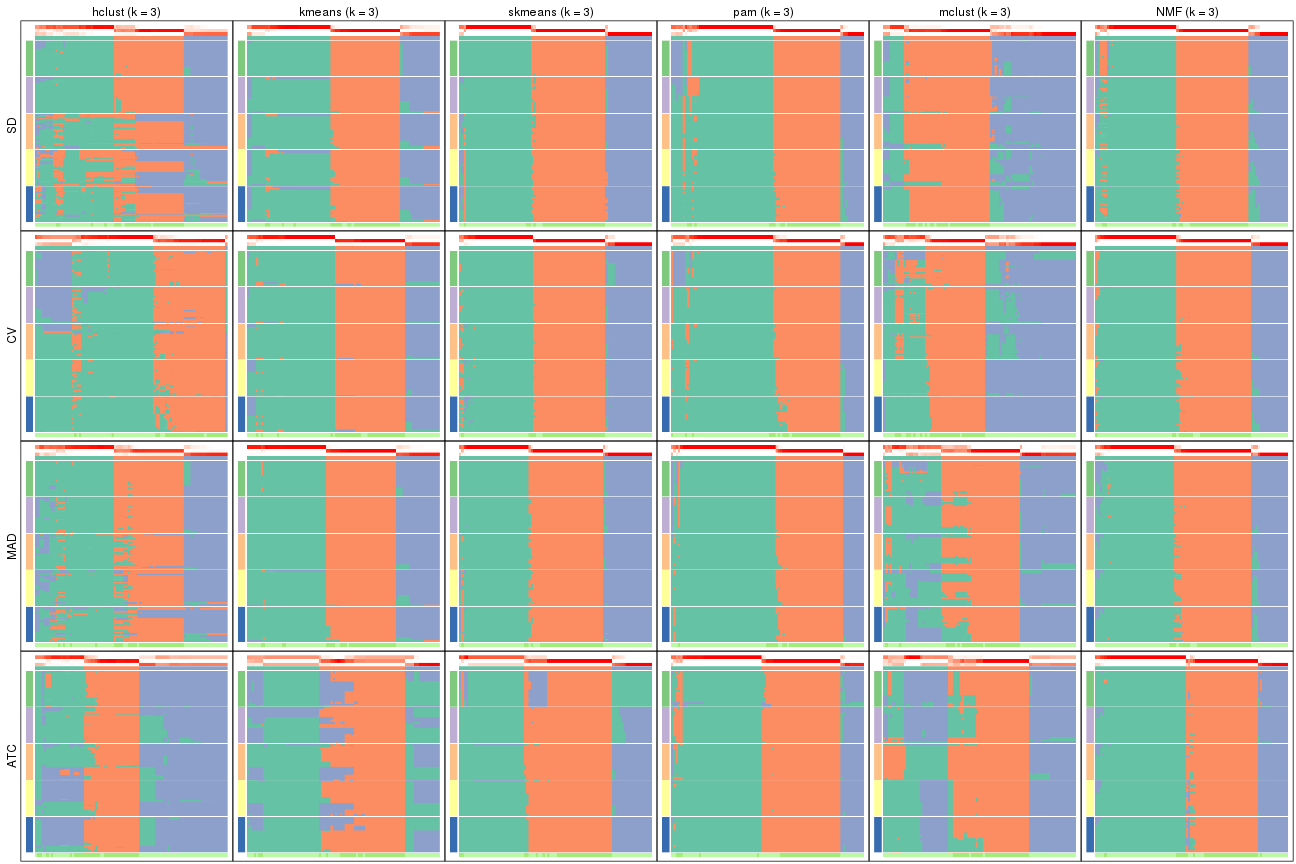 hclust (k = 3) kmeans (k = 3) skmeans (k = 3) pam (k = 3) mclust (k = 3) NMF (k = 3)
SD
CV
MAD
ATC